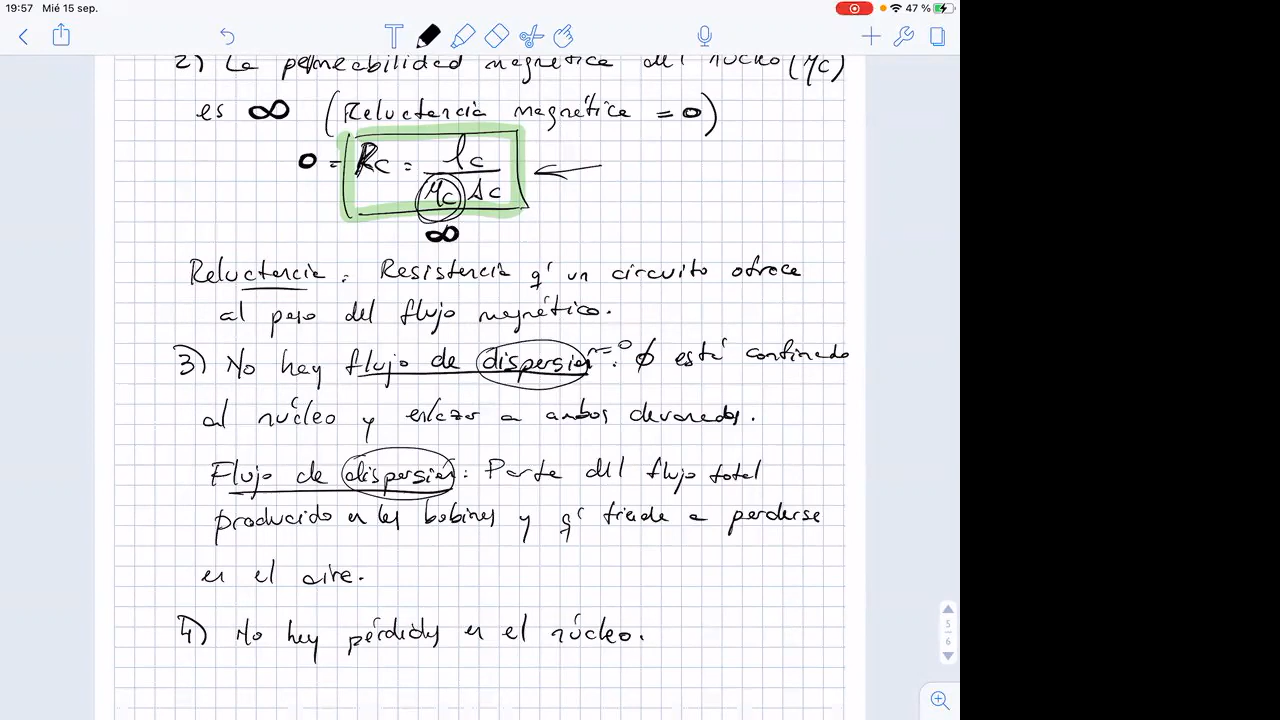 19:57 Mié 15 sep. 47 %
2) La permeabilidad magnética del núcleo (μc)
es ∞ (Reluctancia magnética = 0)
0 = Rc = lc / μc Ac
∞
Reluctancia : Resistencia q' un circuito ofrece
al paso del flujo magnético.
3) No hay flujo de dispersión = 0 : ϕ está confinado
al núcleo y enlazar a ambos devanados.
Flujo de dispersión : Parte del flujo total
producido en las bobinas y q' tiende a perderse
en el aire.
4) No hay pérdidas en el núcleo.
5
6